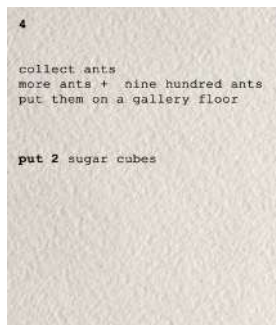 4
collect ants
more ants + nine hundred ants
put them on a gallery floor
put 2 sugar cubes